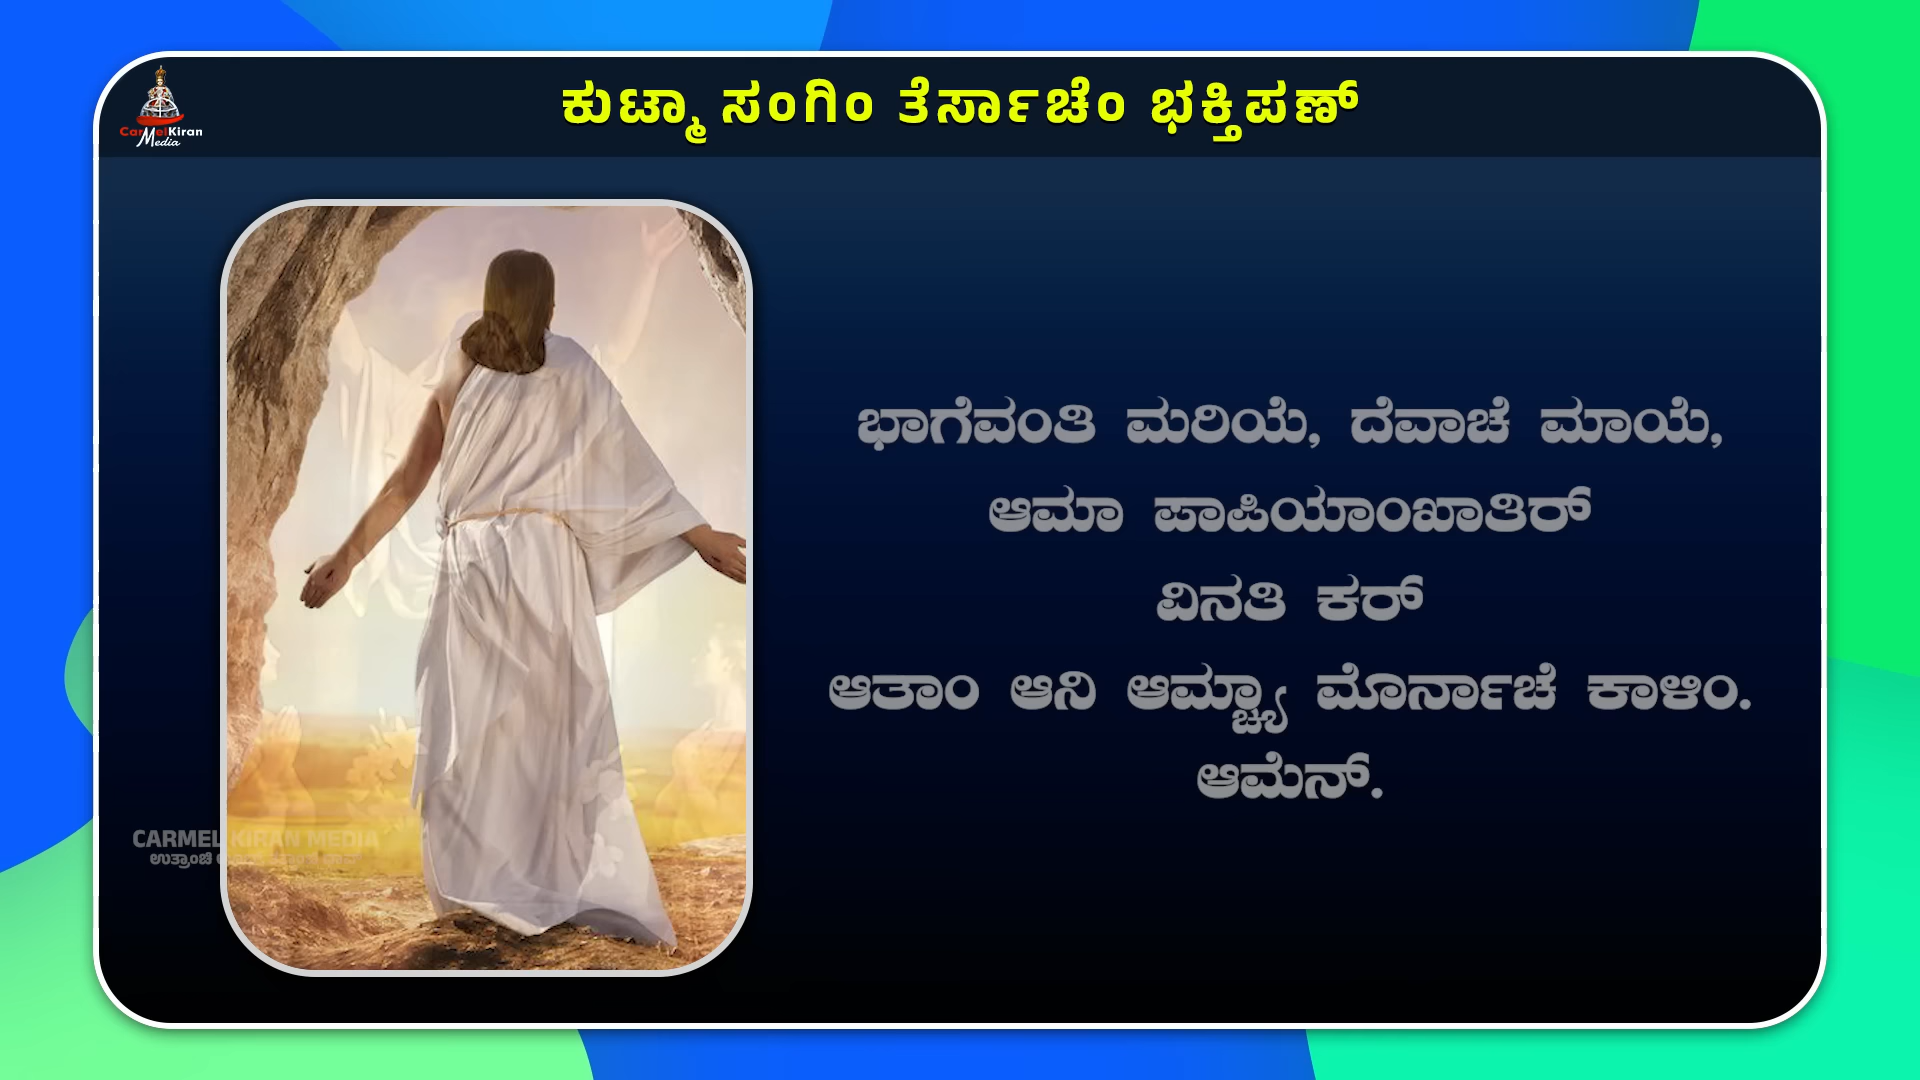 ಕುಟ್ಮಾ ಸಂಗಿಂ ತೆರ್ಸಾಚೆಂ ಭಕ್ತಿಪಣ್
CarmelKiran
Media
ಭಾಗೆವಂತಿ ಮರಿಯೆ, ದೆವಾಚೆ ಮಾಯೆ,
ಆಮಾ ಪಾಪಿಯಾಂಖಾತಿರ್
ವಿನತಿ ಕರ್
ಆತಾಂ ಆನಿ ಆಮ್ಚ್ಯಾ ಮೊರ್ನಾಚೆ ಕಾಳಿಂ.
ಆಮೆನ್.
CARMEL KIRAN MEDIA